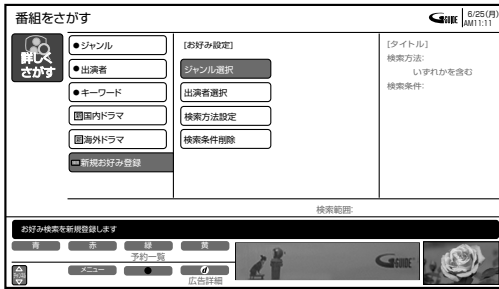 番組をさがす
GGUIDE
6/25(月)
AM11:11
詳しく
さがす
●ジャンル
●出演者
●キーワード
国内ドラマ
海外ドラマ
新規お好み登録
[お好み設定]
ジャンル選択
出演者選択
検索方法設定
検索条件削除
[タイトル]
検索方法:
いずれかを含む
検索条件:
検索範囲:
お好み検索を新規登録します
青
赤
緑
黄
予約一覧
メニュー
●
d
広告詳細
GGUIDE